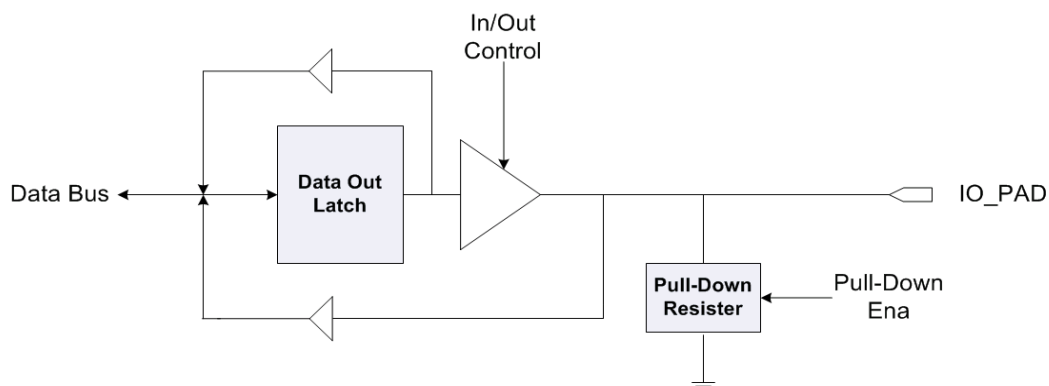 In/Out
Control
Data Out
Latch
Data Bus
IO_PAD
Pull-Down
Resister
Pull-Down
Ena